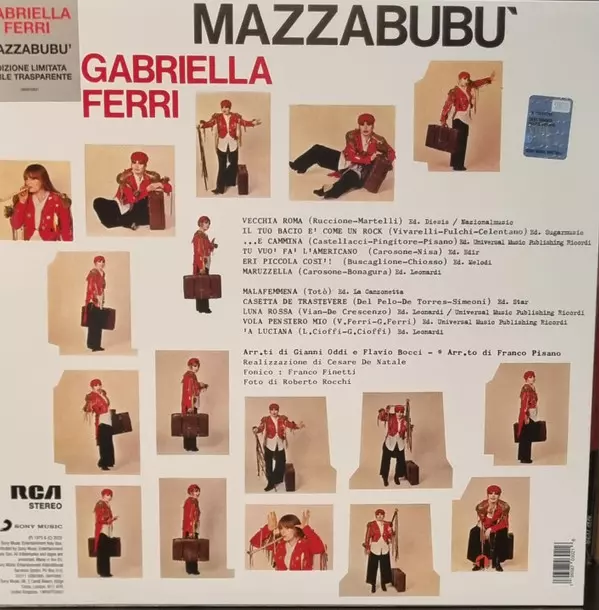 MAZZABUBU`
GABRIELLA
FERRI
GABRIELLA
FERRI
MAZZABUBU'
EDIZIONE LIMITATA
VINILE TRASPARENTE
VECCHIA ROMA (Ruccione-Martelli) Ed. Diesis / Nazionalmusic
IL TUO BACIO E' COME UN ROCK (Vivarelli-Fulchi-Celentano) Ed. Sugarmusic
...E CAMMINA (Castellacci-Pingitore-Pisano) Ed. Universal Music Publishing Ricordi
TU VUO' FA' L'AMERICANO (Carosone-Nisa) Ed. Edir
ERI PICCOLA COSI'! (Buscaglione-Chiosso) Ed. Melodi
MARUZZELLA (Carosone-Bonagura) Ed. Leonardi
MALAFEMMENA (Totò) Ed. La Canzonetta
CASETTA DE TRASTEVERE (Del Pelo-De Torres-Simeoni) Ed. Star
LUNA ROSSA (Vian-De Crescenzo) Ed. Leonardi / Universal Music Publishing Ricordi
VOLA PENSIERO MIO (V.Ferri-G.Ferri) Ed. Universal Music Publishing Ricordi
'A LUCIANA (L.Cioffi-G.Cioffi) Ed. Leonardi
Arr.ti di Gianni Oddi e Flavio Bocci - * Arr.to di Franco Pisano
Realizzazione di Cesare De Natale
Fonico : Franco Finetti
Foto di Roberto Rocchi
RCA
STEREO
SONY MUSIC